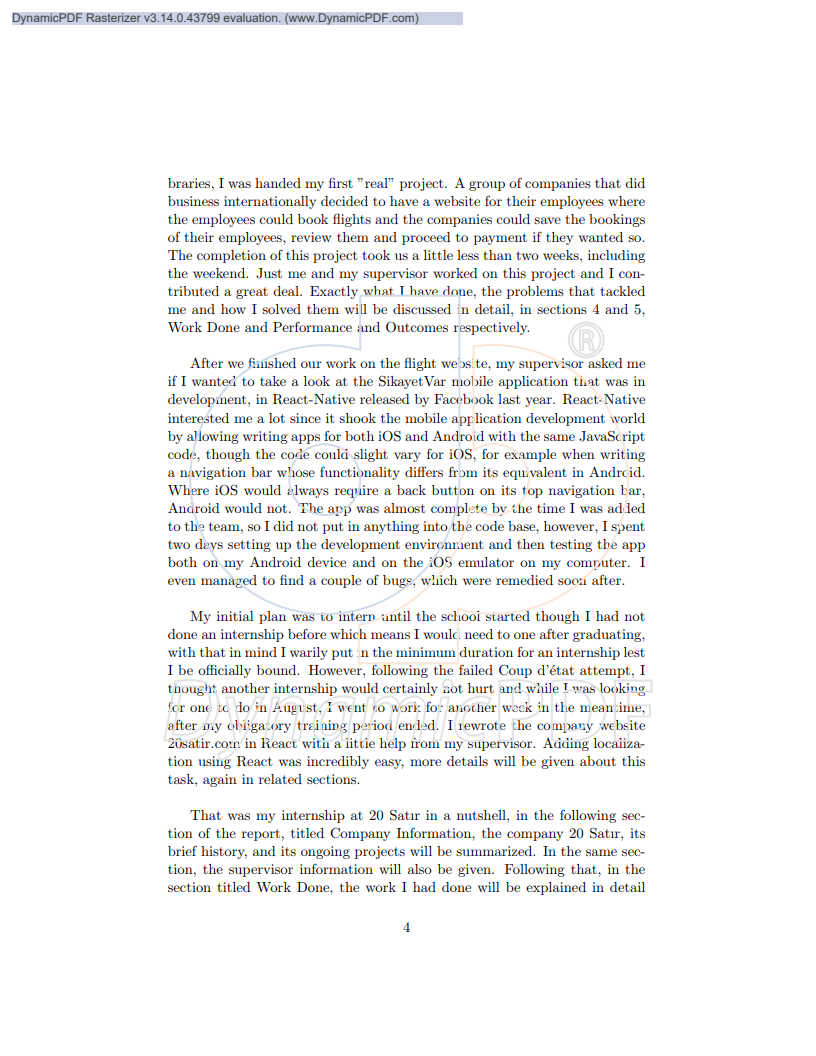 DynamicPDF Rasterizer v3.14.0.43799 evaluation. (www.DynamicPDF.com)
braries, I was handed my first ”real” project. A group of companies that did
business internationally decided to have a website for their employees where
the employees could book flights and the companies could save the bookings
of their employees, review them and proceed to payment if they wanted so.
The completion of this project took us a little less than two weeks, including
the weekend. Just me and my supervisor worked on this project and I con-
tributed a great deal. Exactly what I have done, the problems that tackled
me and how I solved them will be discussed in detail, in sections 4 and 5,
Work Done and Performance and Outcomes respectively.
After we finished our work on the flight website, my supervisor asked me
if I wanted to take a look at the SikayetVar mobile application that was in
development, in React-Native released by Facebook last year. React-Native
interested me a lot since it shook the mobile application development world
by allowing writing apps for both iOS and Android with the same JavaScript
code, though the code could slight vary for iOS, for example when writing
a navigation bar whose functionality differs from its equivalent in Android.
Where iOS would always require a back button on its top navigation bar,
Android would not. The app was almost complete by the time I was added
to the team, so I did not put in anything into the code base, however, I spent
two days setting up the development environment and then testing the app
both on my Android device and on the iOS emulator on my computer. I
even managed to find a couple of bugs, which were remedied soon after.
My initial plan was to intern until the school started though I had not
done an internship before which means I would need to one after graduating,
with that in mind I warily put in the minimum duration for an internship lest
I be officially bound. However, following the failed Coup d’état attempt, I
thought another internship would certainly not hurt and while I was looking
for one to do in August, I went to work for another week in the meantime,
after my obligatory training period ended. I rewrote the company website
20satir.com in React with a little help from my supervisor. Adding localiza-
tion using React was incredibly easy, more details will be given about this
task, again in related sections.
That was my internship at 20 Satır in a nutshell, in the following sec-
tion of the report, titled Company Information, the company 20 Satır, its
brief history, and its ongoing projects will be summarized. In the same sec-
tion, the supervisor information will also be given. Following that, in the
section titled Work Done, the work I had done will be explained in detail
4
DynamicPDF
®